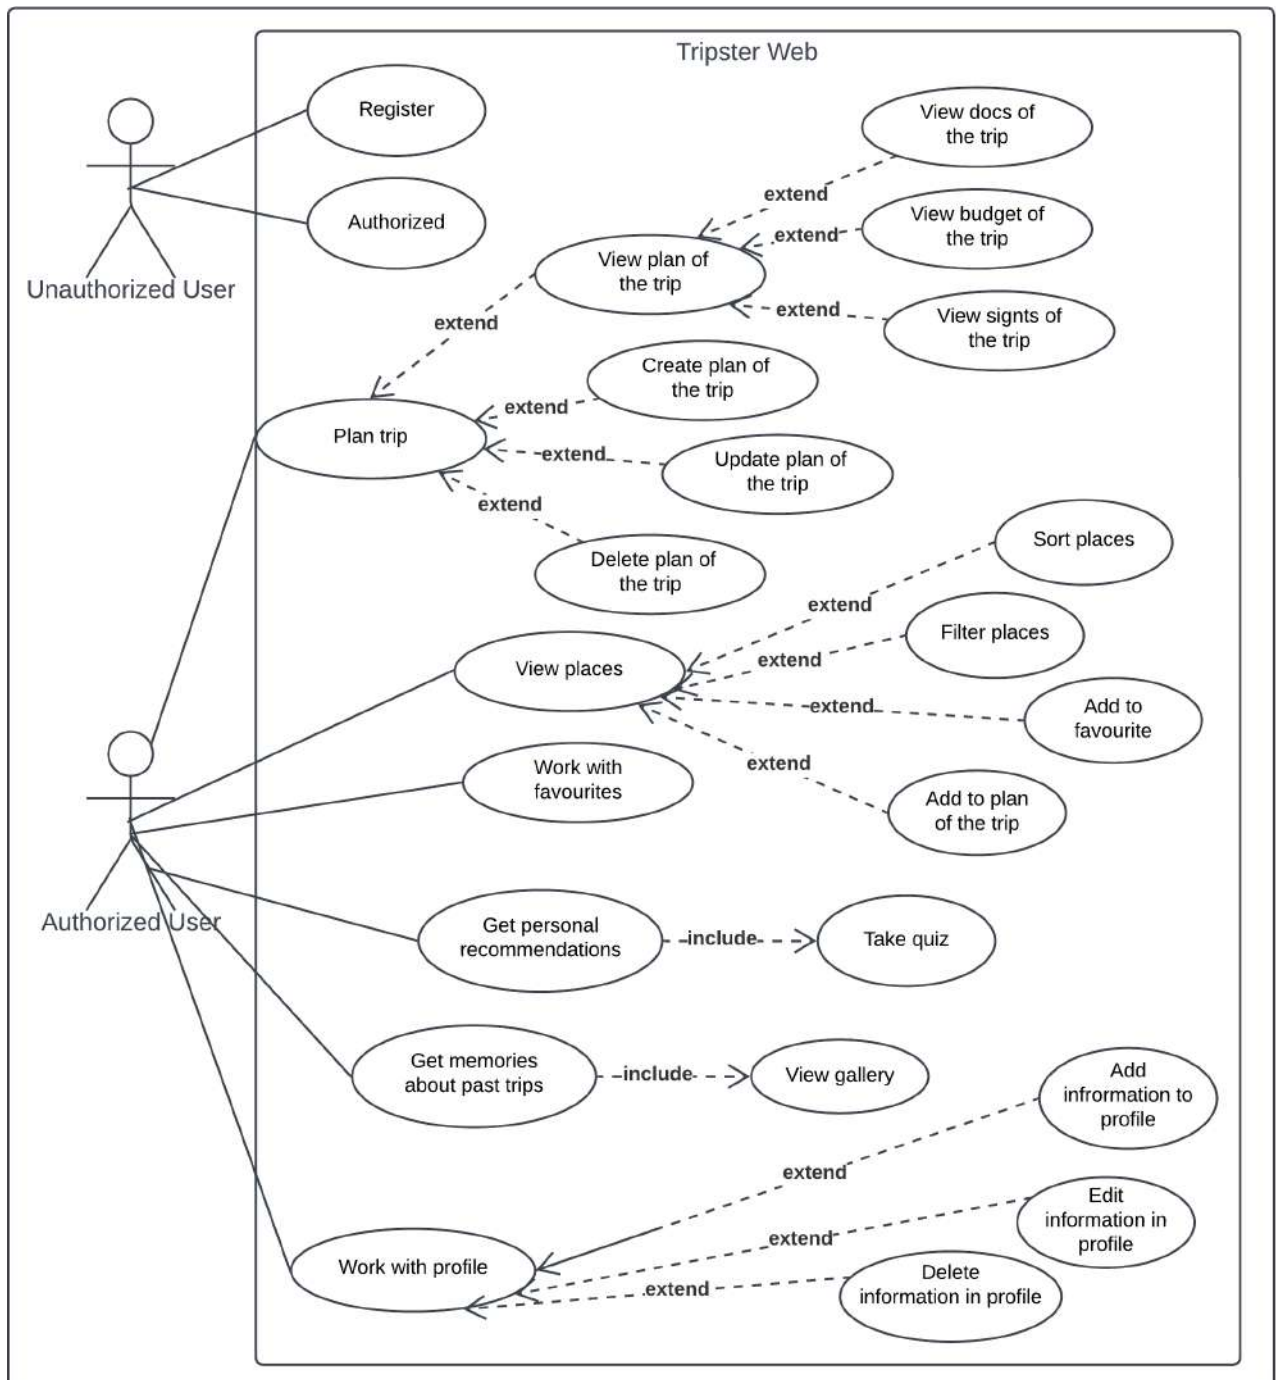 Tripster Web
Register
Authorized
Unauthorized User
View docs of
the trip
extend
View budget of
the trip
extend
View plan of
the trip
View signts of
the trip
extend
extend
Create plan of
the trip
extend
Plan trip
Update plan of
the trip
extend
extend
Delete plan of
the trip
Sort places
extend
Filter places
extend
View places
Add to
favourite
extend
Work with
favourites
extend
Add to plan
of the trip
Authorized User
Get personal
recommendations
include
Take quiz
Get memories
about past trips
include
View gallery
Add
infrormation to
profile
extend
Edit
information in
profile
extend
Work with profile
Delete
information in profile
extend